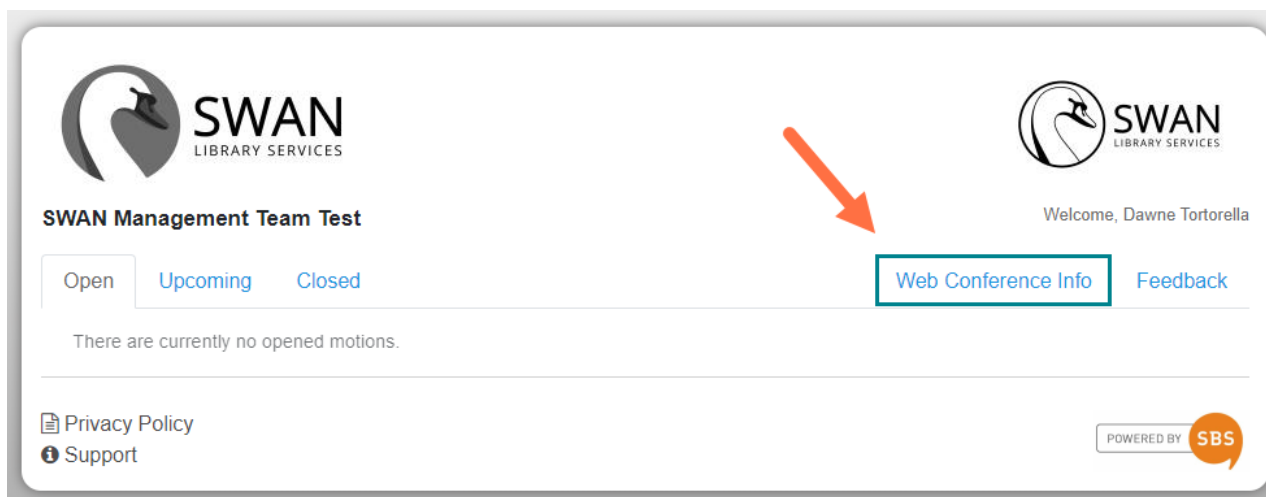 SWAN
LIBRARY SERVICES
SWAN
LIBRARY SERVICES
SWAN Management Team Test
Welcome, Dawne Tortorella
Open Upcoming Closed Web Conference Info Feedback
There are currently no opened motions.
Privacy Policy
Support
POWERED BY SBS